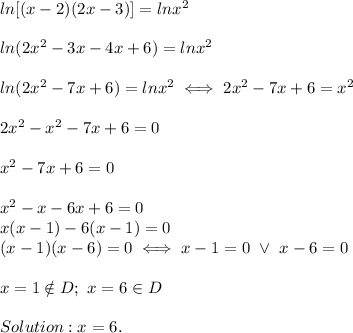 ln[(x − 2)(2x − 3)] = lnx²
ln(2x² − 3x − 4x + 6) = lnx²
ln(2x² − 7x + 6) = lnx² ⟺ 2x² − 7x + 6 = x²
2x² − x² − 7x + 6 = 0
x² − 7x + 6 = 0
x² − x − 6x + 6 = 0
x(x − 1) − 6(x − 1) = 0
(x − 1)(x − 6) = 0 ⟺ x − 1 = 0 ∨ x − 6 = 0
x = 1 ∉ D; x = 6 ∈ D
Solution : x = 6.